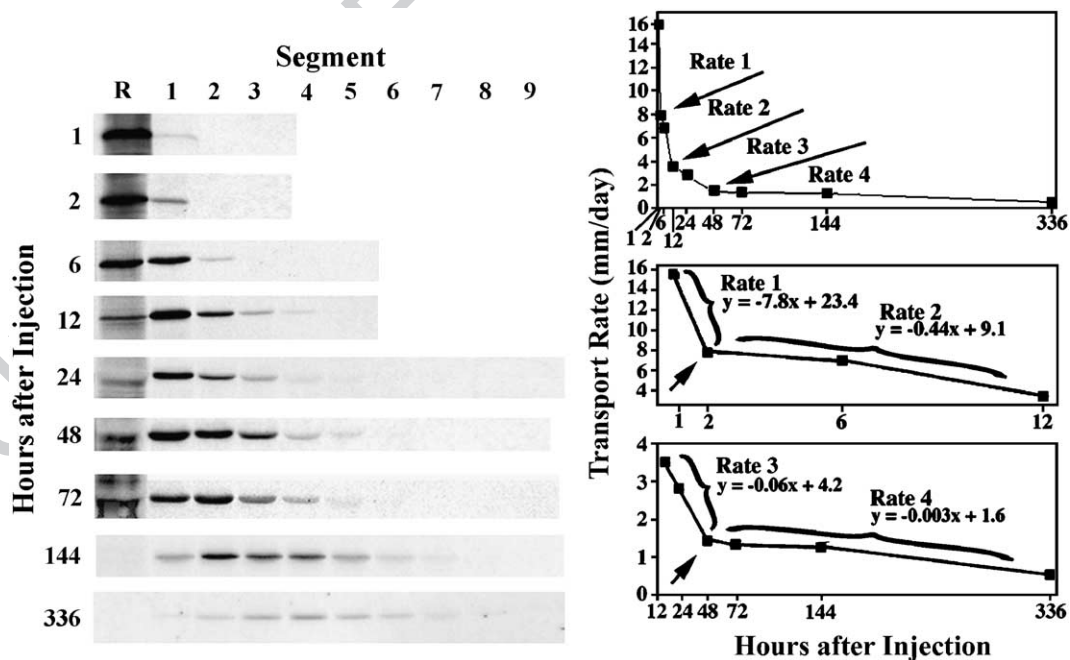 Segment
R 1 2 3 4 5 6 7 8 9
Hours after Injection
1
2
6
12
24
48
72
144
336
Transport Rate (mm/day)
16
14
12
10
8
6
4
2
0
Rate 1
Rate 2
Rate 3
Rate 4
1 2 6 12 24 48 72 144 336
16
14
12
10
8
6
4
Rate 1
y = -7.8x + 23.4
Rate 2
y = -0.44x + 9.1
1 2 6 12
4
3
2
1
0
Rate 3
y = -0.06x + 4.2
Rate 4
y = -0.003x + 1.6
12 24 48 72 144 336
Hours after Injection